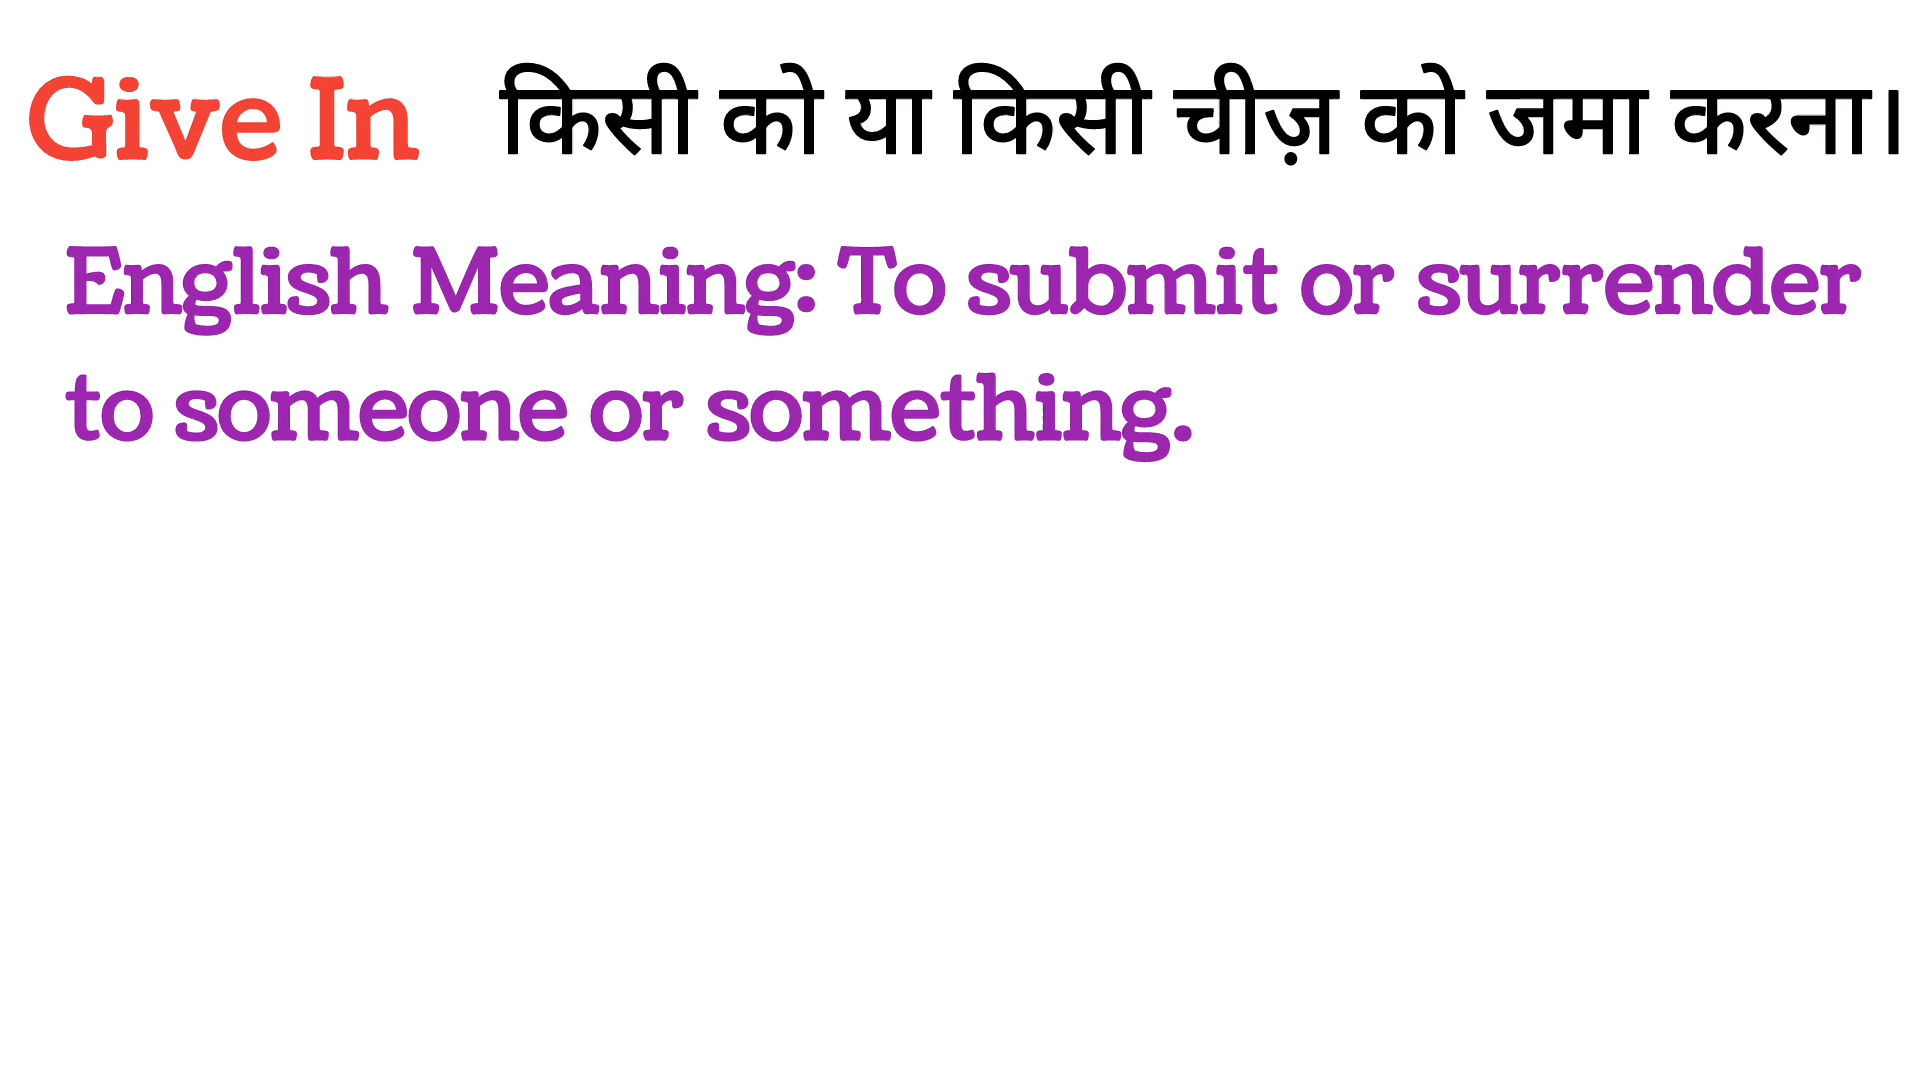 Give In किसी को या किसी चीज़ को जमा करना।
English Meaning: To submit or surrender
to someone or something.